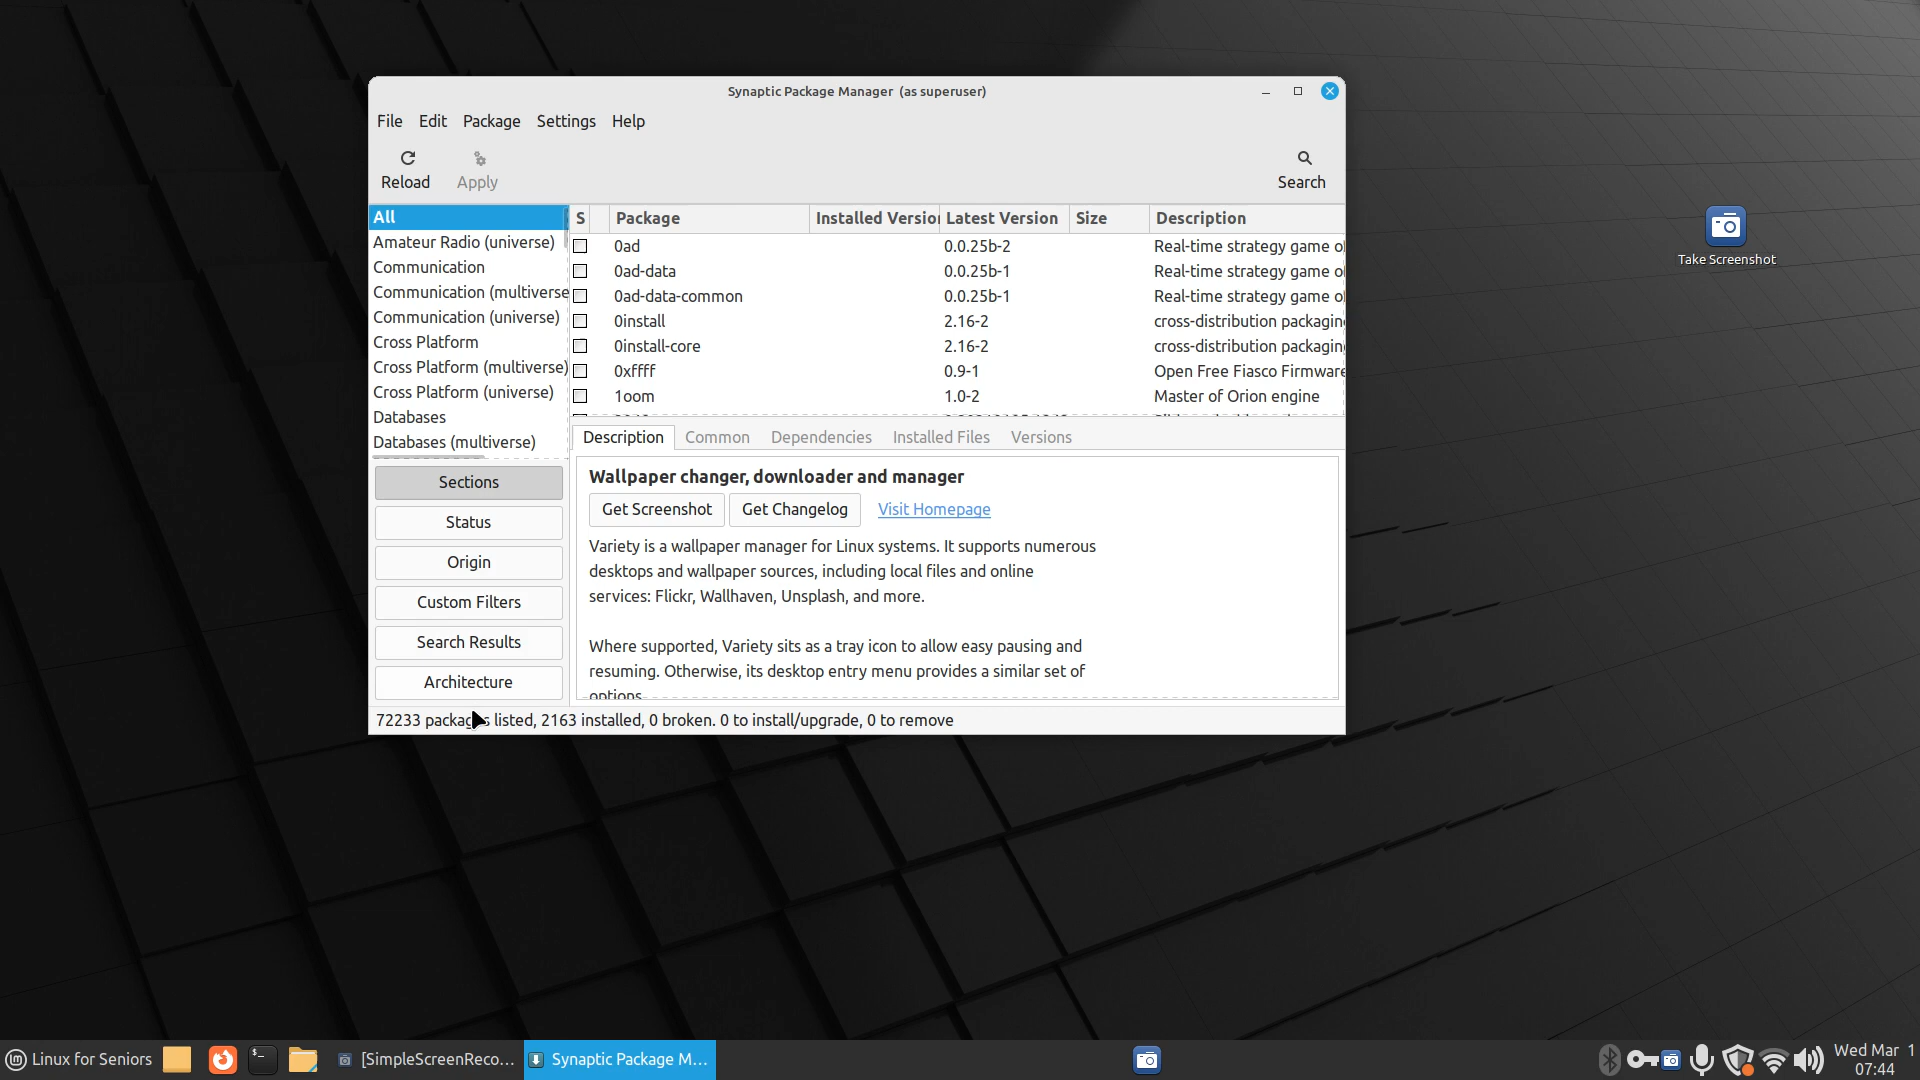 Synaptic Package Manager (as superuser)
File Edit Package Settings Help
Reload Apply Search
All
Amateur Radio (universe)
Communication
Communication (multiverse
Communication (universe)
Cross Platform
Cross Platform (multiverse)
Cross Platform (universe)
Databases
Databases (multiverse)
Sections
Status
Origin
Custom Filters
Search Results
Architecture
S Package Installed Version Latest Version Size Description
0ad 0.0.25b-2 Real-time strategy game of
0ad-data 0.0.25b-1 Real-time strategy game of
0ad-data-common 0.0.25b-1 Real-time strategy game of
0install 2.16-2 cross-distribution packaging
0install-core 2.16-2 cross-distribution packaging
0xffff 0.9-1 Open Free Fiasco Firmware
1oom 1.0-2 Master of Orion engine
Description Common Dependencies Installed Files Versions
Wallpaper changer, downloader and manager
Get Screenshot Get Changelog Visit Homepage
Variety is a wallpaper manager for Linux systems. It supports numerous
desktops and wallpaper sources, including local files and online
services: Flickr, Wallhaven, Unsplash, and more.
Where supported, Variety sits as a tray icon to allow easy pausing and
resuming. Otherwise, its desktop entry menu provides a similar set of
options.
72233 packages listed, 2163 installed, 0 broken. 0 to install/upgrade, 0 to remove
Take Screenshot
Linux for Seniors [SimpleScreenReco... Synaptic Package M... Wed Mar 1
07:44